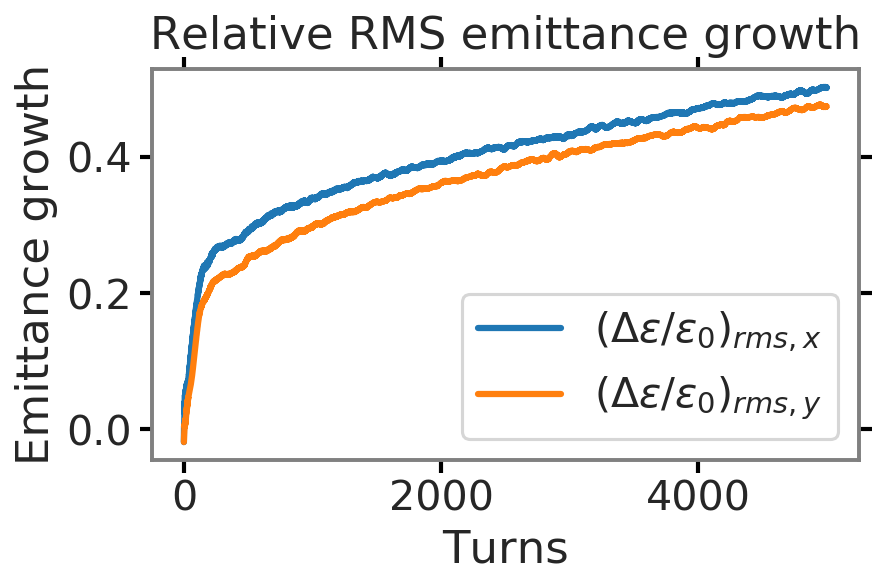 Relative RMS emittance growth
Emittance growth
0.4
0.2
0.0
(Δε/ε₀)ᵣₘₛ,ₓ
(Δε/ε₀)rms, y
0
2000
4000
Turns